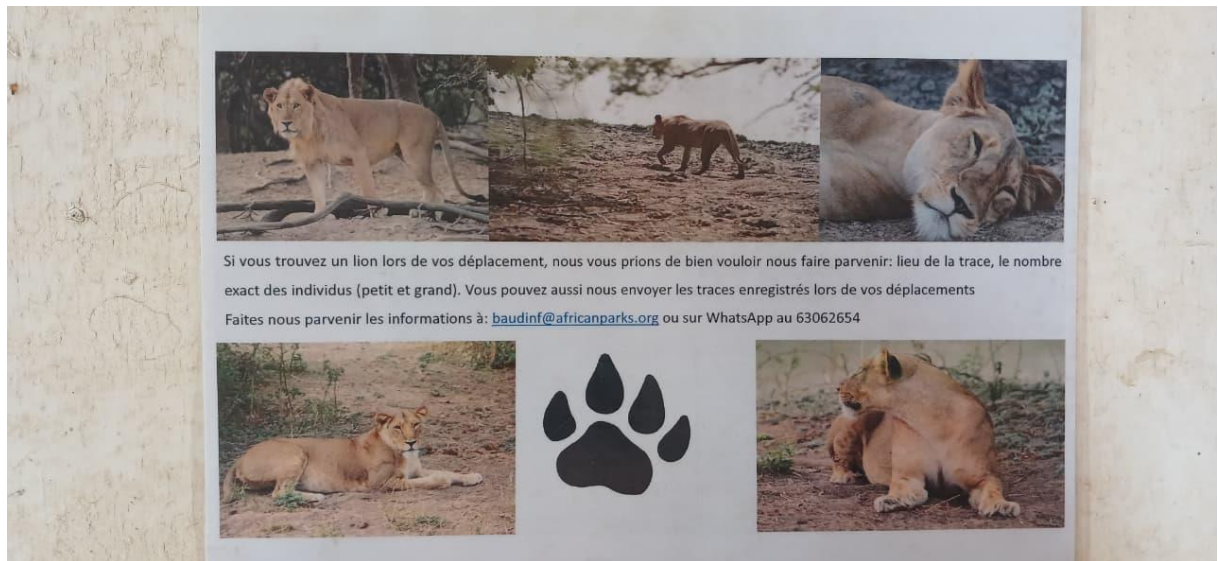 Si vous trouvez un lion lors de vos déplacement, nous vous prions de bien vouloir nous faire parvenir: lieu de la trace, le nombre
exact des individus (petit et grand). Vous pouvez aussi nous envoyer les traces enregistrés lors de vos déplacements
Faites nous parvenir les informations à: baudinf@africanparks.org ou sur WhatsApp au 63062654